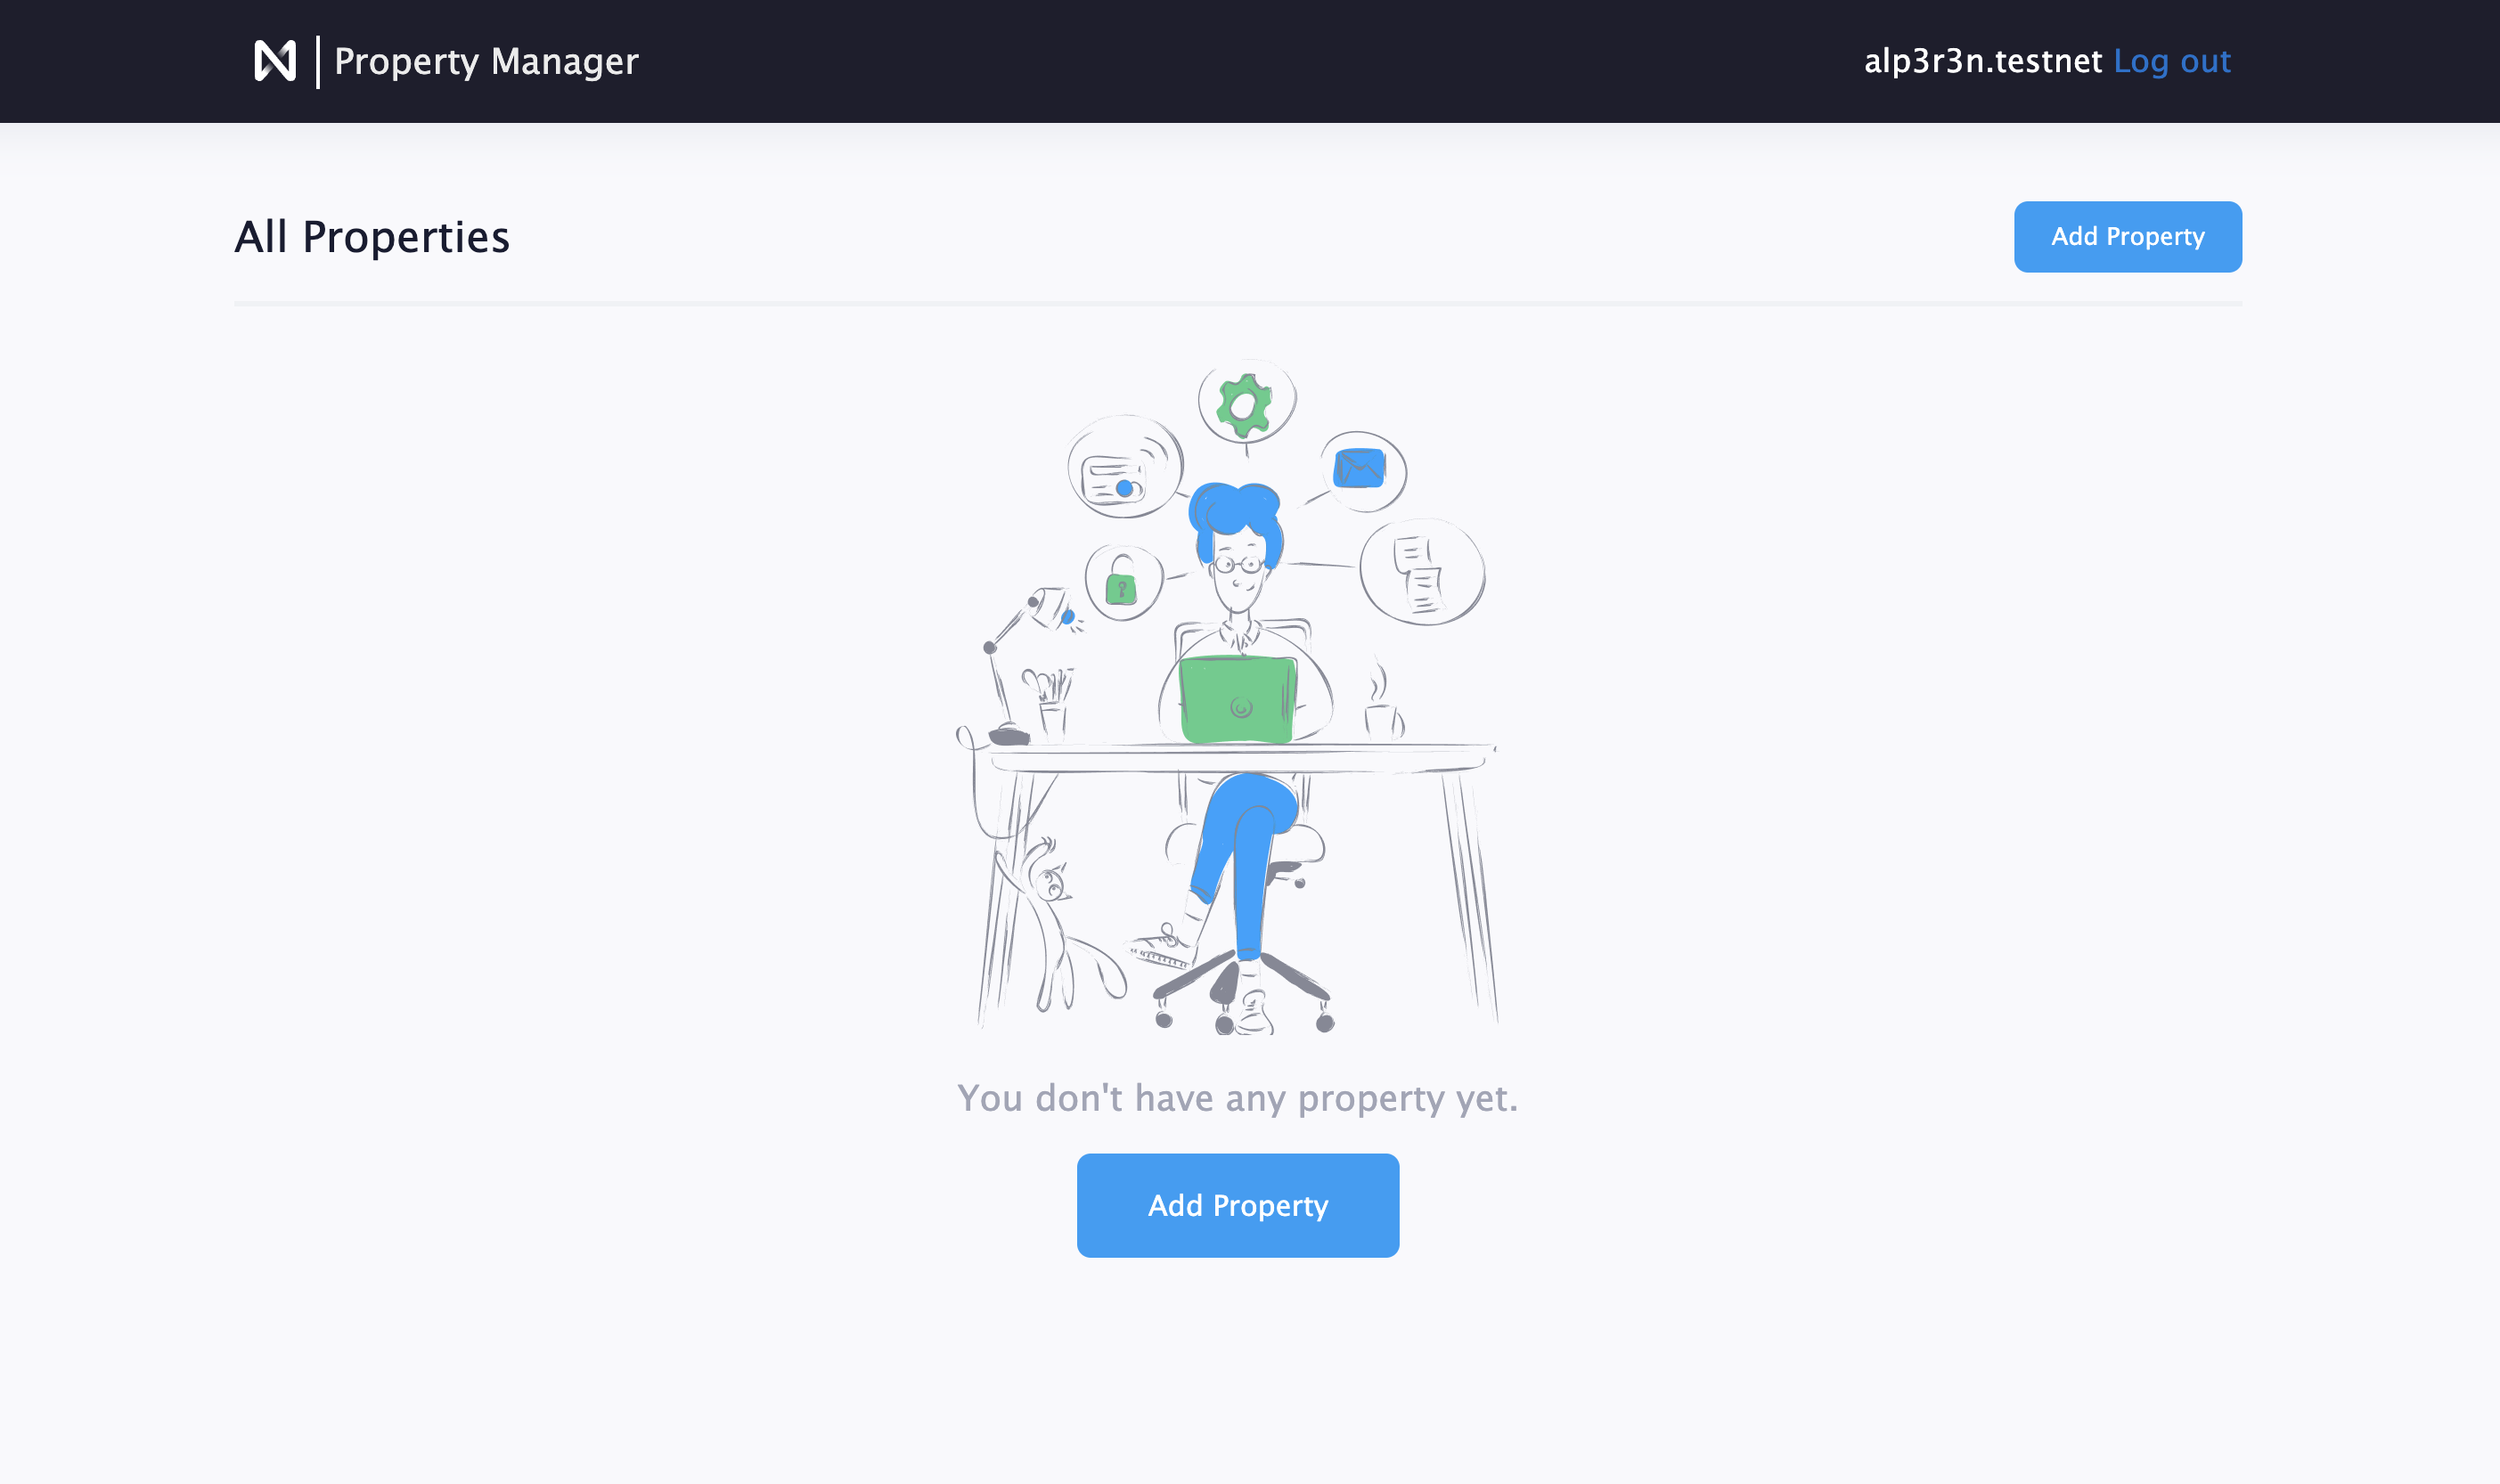 Property Manager
alp3r3n.testnet Log out
All Properties
Add Property
You don't have any property yet.
Add Property